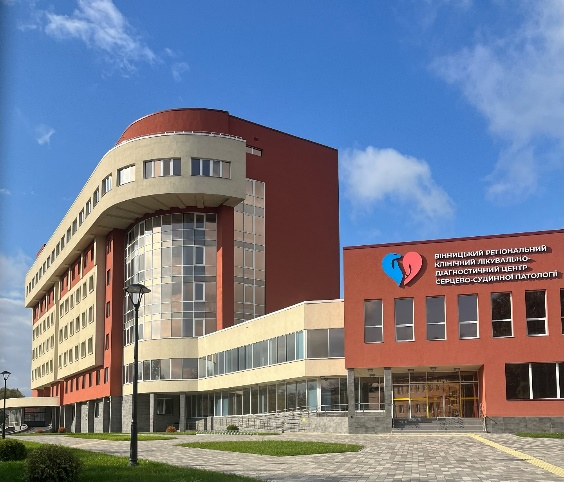 ВІННИЦЬКИЙ РЕГІОНАЛЬНИЙ
КЛІНІЧНИЙ ЛІКУВАЛЬНО-
ДІАГНОСТИЧНИЙ ЦЕНТР
СЕРЦЕВО-СУДИННОЇ ПАТОЛОГІЇ